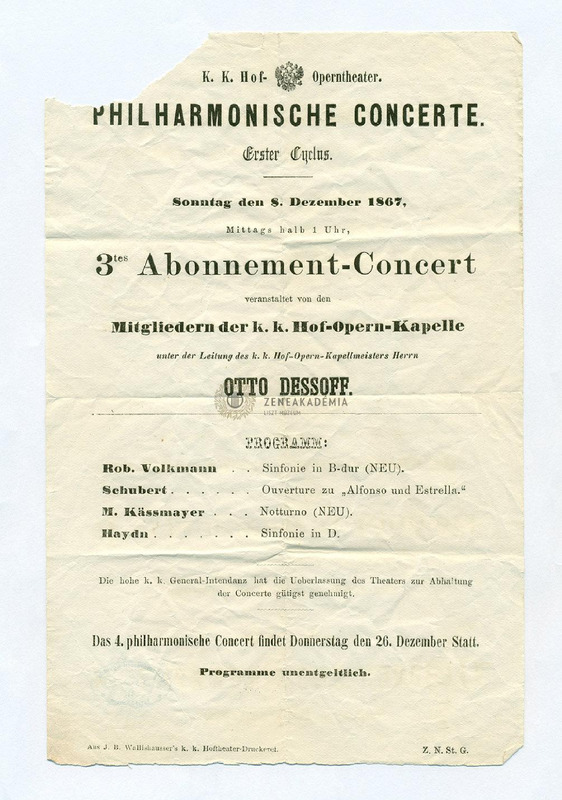 K. K. Hof- Operntheater.
PHILHARMONISCHE CONCERTE.
Erster Cyclus.
Sonntag den 8. Dezember 1867,
Mittags halb 1 Uhr,
3tes Abonnement-Concert
veranstaltet von den
Mitgliedern der k. k. Hof-Opern-Kapelle
unter der Leitung des k. k. Hof-Opern-Kapellmeisters Herrn
OTTO DESSOFF.
ZENEAKADÉMIA
LISZT MÚZEUM
PROGRAMM:
Rob. Volkmann . . Sinfonie in B-dur (NEU).
Schubert . . . . . . Ouverture zu „Alfonso und Estrella.“
M. Kässmayer . . . Notturno (NEU).
Haydn . . . . . . . Sinfonie in D.
Die hohe k. k. General-Intendanz hat die Ueberlassung des Theaters zur Abhaltung
der Concerte gütigst genehmigt.
Das 4. philharmonische Concert findet Donnerstag den 26. Dezember Statt.
Programme unentgeltlich.
Aus J. B. Wallishausser's k. k. Hoftheater-Druckerei.
Z. N. St. G.